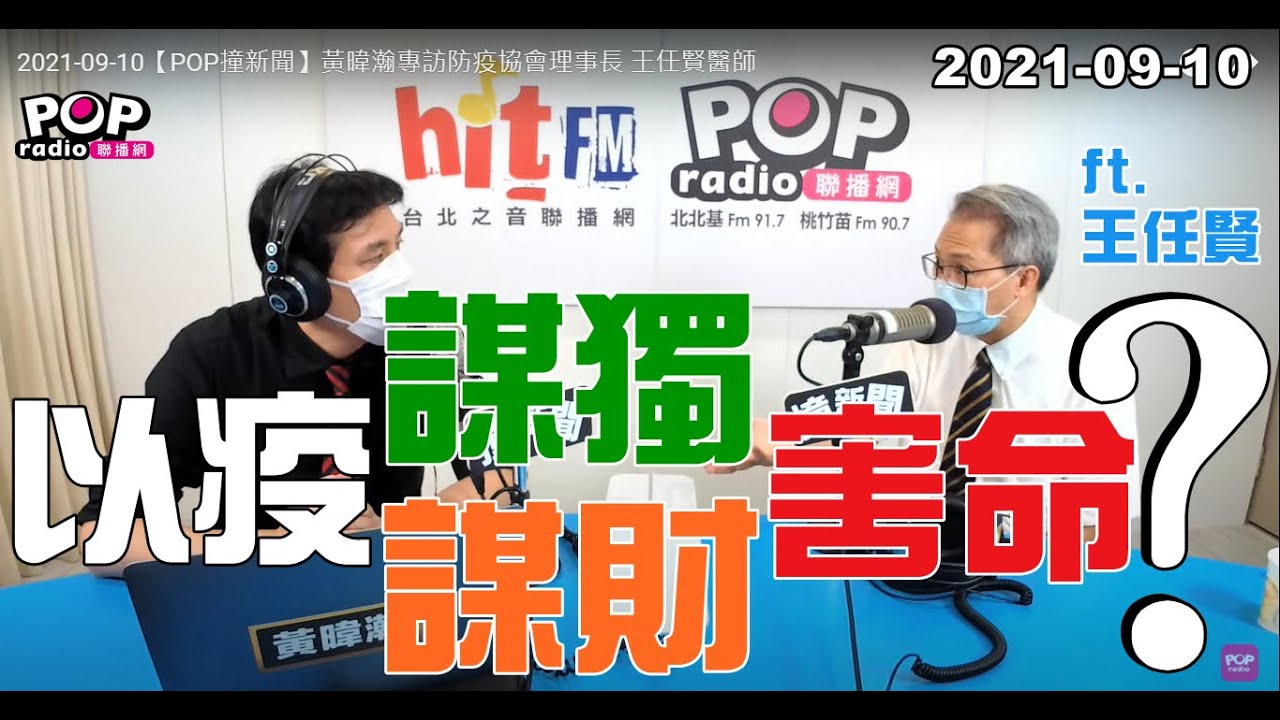 2021-09-10【POP撞新聞】黃暐瀚專訪防疫協會理事長 王任賢醫師
2021-09-10
POP
radio 聯播網
hit FM
台北之音聯播網
POP
radio 聯播網
北北基 Fm 91.7 桃竹苗 Fm 90.7
ft.
王任賢
以疫
謀獨
謀財
害命?
撞新聞
聞
黃暐瀚
POP
radio